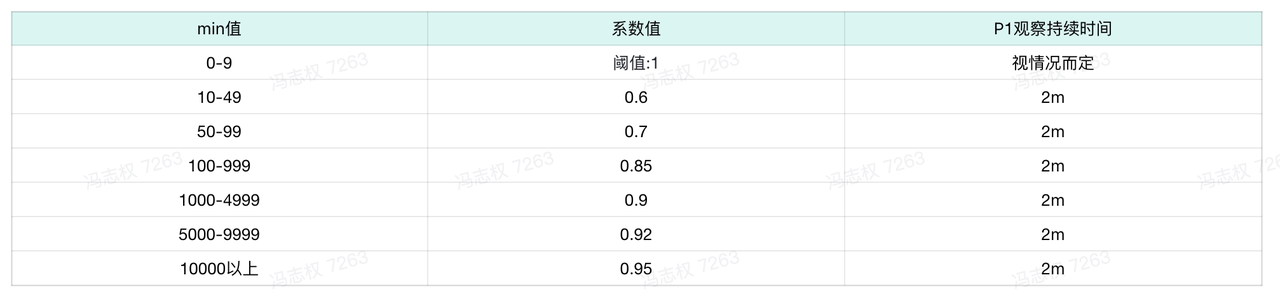 min值 系数值 P1观察持续时间
0-9 阈值:1 视情况而定
10-49 0.6 2m
50-99 0.7 2m
100-999 0.85 2m
1000-4999 0.9 2m
5000-9999 0.92 2m
10000以上 0.95 2m
冯志权 7263
冯志权 7263
冯志权 7263
冯志权 7263
冯志权 7263
冯志权 7263
冯志权 7263
冯志权 7263
冯志权 7263
冯志权 7263